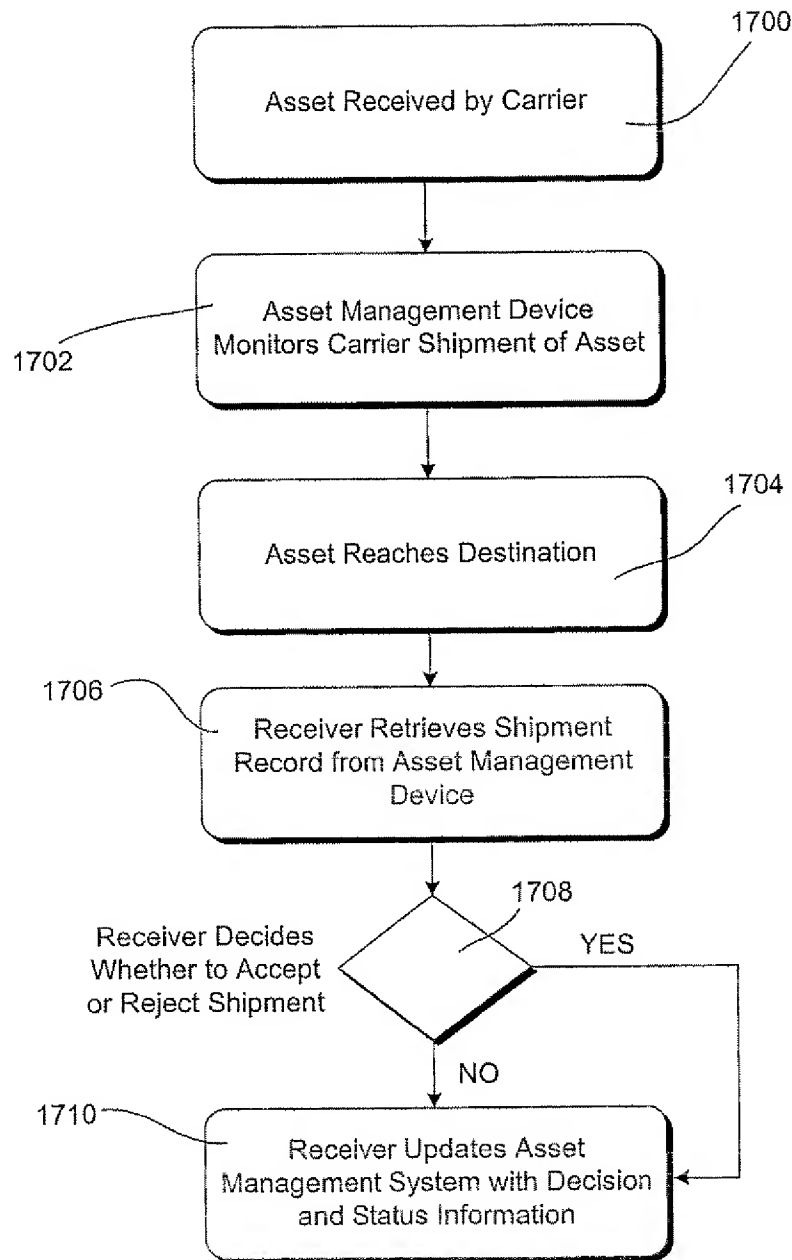 1700
Asset Received by Carrier
Asset Management Device
Monitors Carrier Shipment of Asset
1702
1704
Asset Reaches Destination
1706
Receiver Retrieves Shipment
Record from Asset Management
Device
1708
Receiver Decides
Whether to Accept
or Reject Shipment
YES
NO
1710
Receiver Updates Asset
Management System with Decision
and Status Information